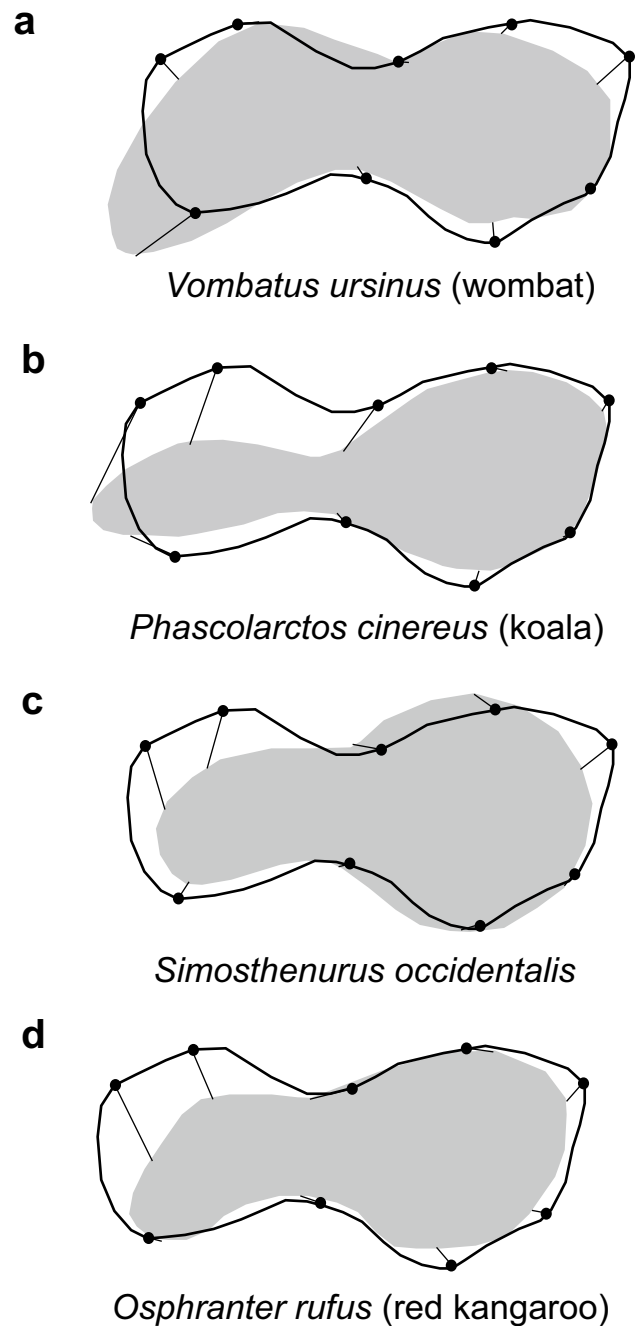 a
Vombatus ursinus (wombat)
b
Phascolarctos cinereus (koala)
c
Simosthenurus occidentalis
d
Osphranter rufus (red kangaroo)